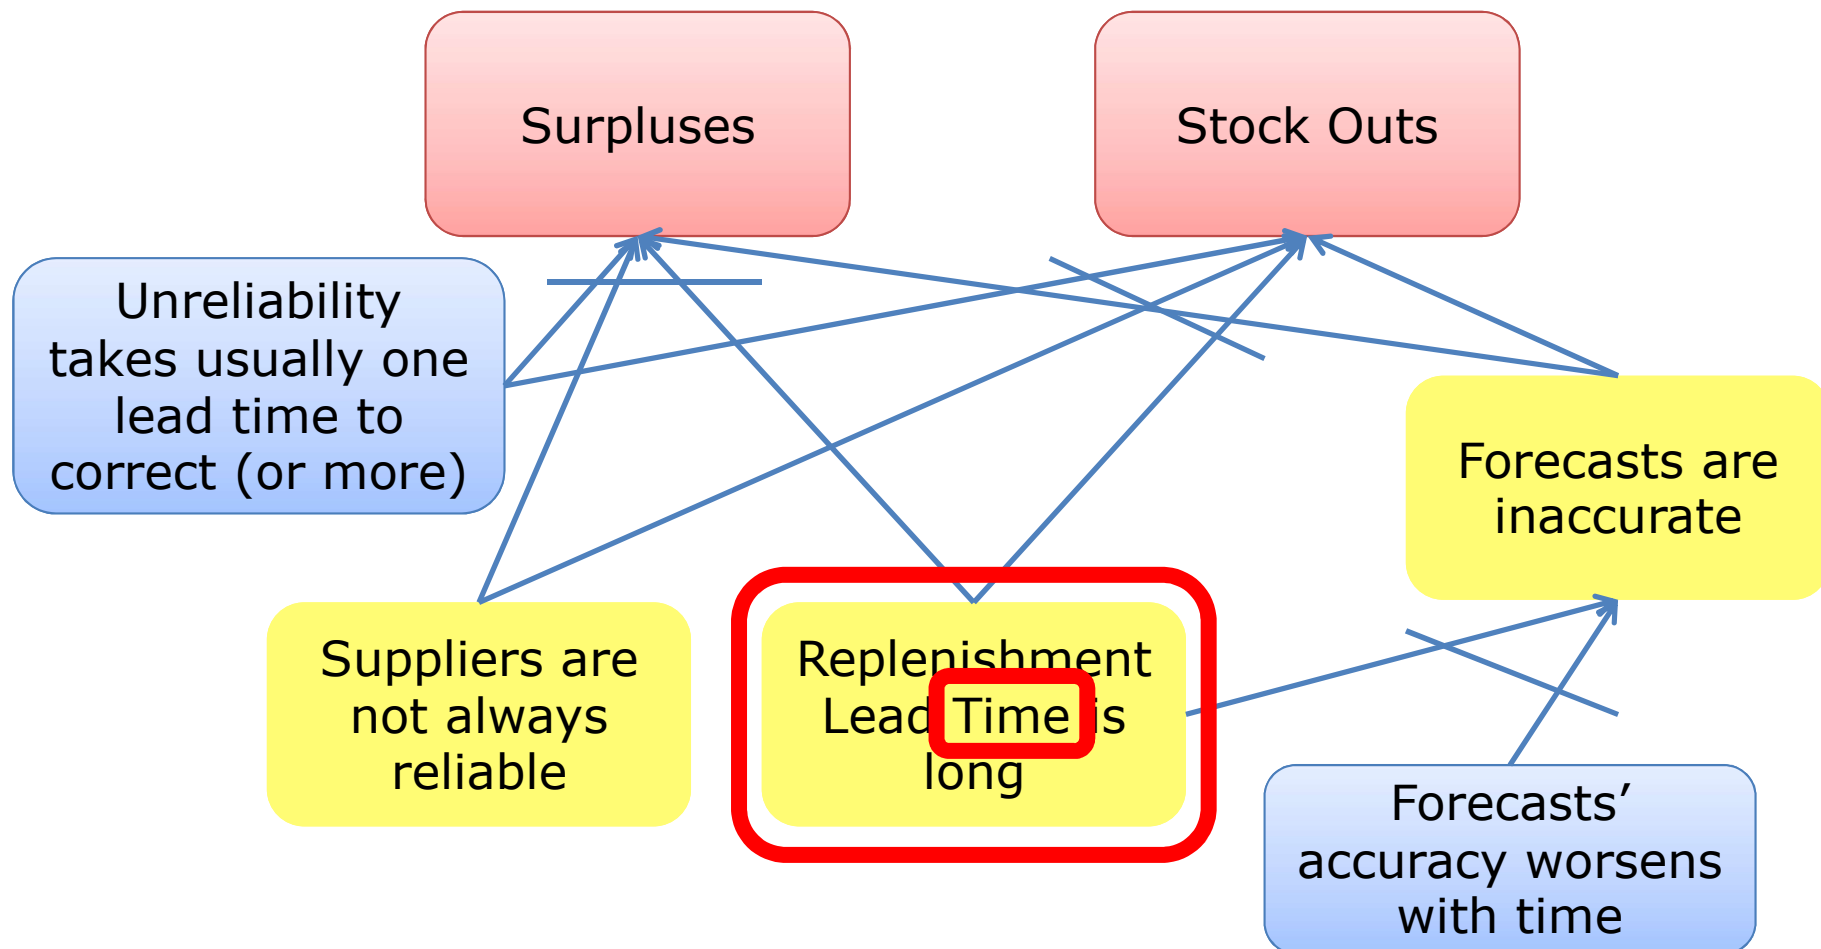 Surpluses
Stock Outs
Unreliability
takes usually one
lead time to
correct (or more)
Forecasts are
inaccurate
Suppliers are
not always
reliable
Replenishment
Lead Time is
long
Forecasts’
accuracy worsens
with time